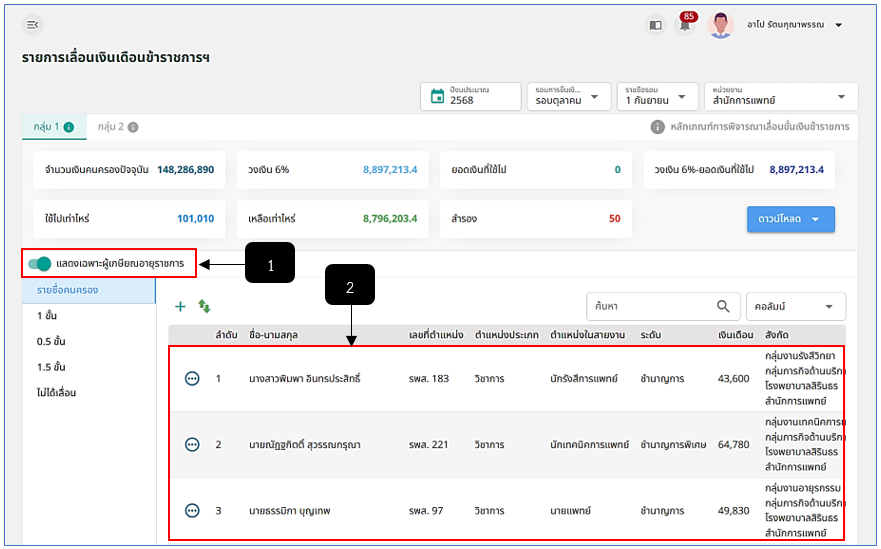 85
อาโป รัตนกุณาพรรณ
รายการเลื่อนเงินเดือนข้าราชการฯ
ปีงบประมาณ
2568
รอบการขึ้นเงิ...
รอบตุลาคม
รายชื่อรอบ
1 กันยายน
หน่วยงาน
สำนักการแพทย์
กลุ่ม 1
กลุ่ม 2
หลักเกณฑ์การพิจารณาเลื่อนขั้นเงินข้าราชการ
จำนวนเงินคนครองปัจจุบัน 148,286,890
วงเงิน 6% 8,897,213.4
ยอดเงินที่ใช้ไป 0
วงเงิน 6%-ยอดเงินที่ใช้ไป 8,897,213.4
ใช้ไปเท่าไหร่ 101,010
เหลือเท่าไหร่ 8,796,203.4
สำรอง 50
ดาวน์โหลด
แสดงเฉพาะผู้เกษียณอายุราชการ
1
2
รายชื่อคนครอง
1 ขั้น
0.5 ขั้น
1.5 ขั้น
ไม่ได้เลื่อน
ค้นหา
คอลัมน์
ลำดับ ชื่อ-นามสกุล เลขที่ตำแหน่ง ตำแหน่งประเภท ตำแหน่งในสายงาน ระดับ เงินเดือน สังกัด
1 นางสาวพิมพา อินทรประสิทธิ์ รพส. 183 วิชาการ นักรังสีการแพทย์ ชำนาญการ 43,600
กลุ่มงานรังสีวิทยา
กลุ่มภารกิจด้านบริกา
โรงพยาบาลสิรินธร
สำนักการแพทย์
2 นายณัฏฐกิตติ์ สุวรรณกรุณา รพส. 221 วิชาการ นักเทคนิคการแพทย์ ชำนาญการพิเศษ 64,780
กลุ่มงานเทคนิคการแ
กลุ่มภารกิจด้านบริกา
โรงพยาบาลสิรินธร
สำนักการแพทย์
3 นายธรรมิกา บุญเทพ รพส. 97 วิชาการ นายแพทย์ ชำนาญการ 49,830
กลุ่มงานอายุรกรรม
กลุ่มภารกิจด้านบริกา
โรงพยาบาลสิรินธร
สำนักการแพทย์